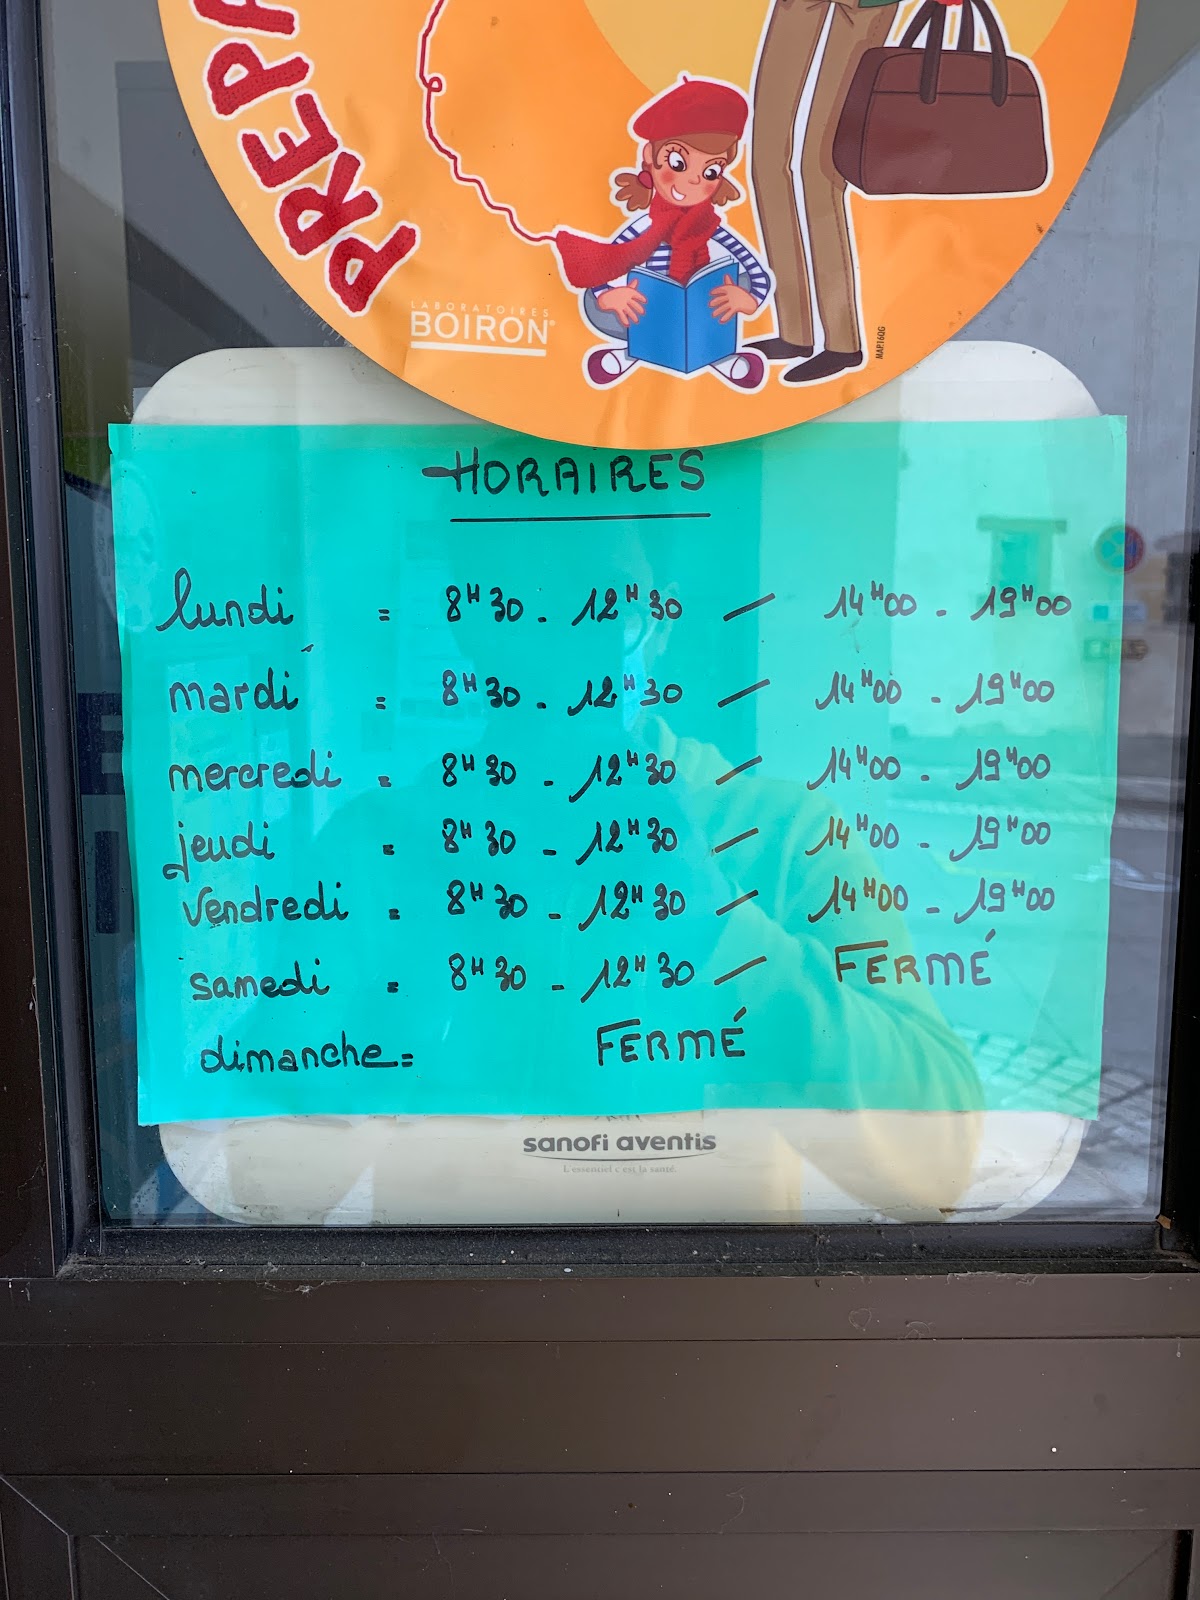 PREPA
LABORATOIRES
BOIRON®
MAP.16QG
HORAIRES
lundi = 8H30 - 12H30 / 14H00 - 19H00
mardi = 8H30 - 12H30 / 14H00 - 19H00
mercredi = 8H30 - 12H30 / 14H00 - 19H00
jeudi = 8H30 - 12H30 / 14H00 - 19H00
vendredi = 8H30 - 12H30 / 14H00 - 19H00
samedi = 8H30 - 12H30 / FERMÉ
dimanche = FERMÉ
sanofi aventis
L'essentiel c'est la santé.